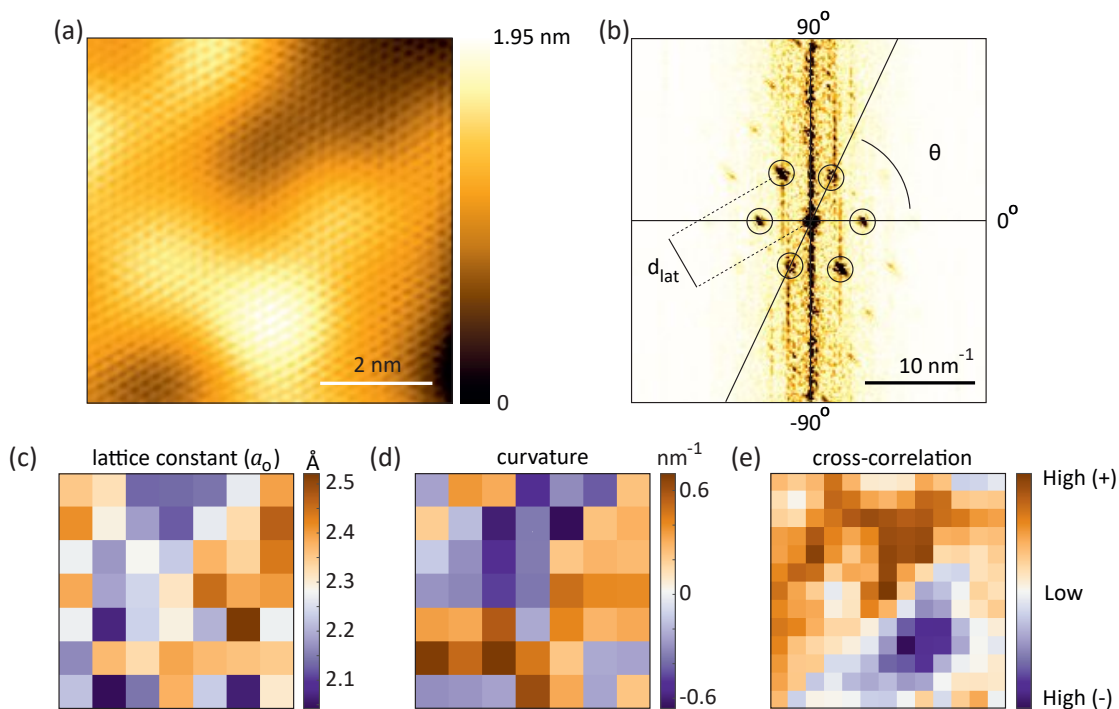 (a)
1.95 nm
0
2 nm
(b)
90°
0°
-90°
θ
d_lat
10 nm⁻¹
(c)
lattice constant (a₀)
Å
2.5
2.4
2.3
2.2
2.1
(d)
curvature
nm⁻¹
0.6
0
-0.6
(e)
cross-correlation
High (+)
Low
High (-)